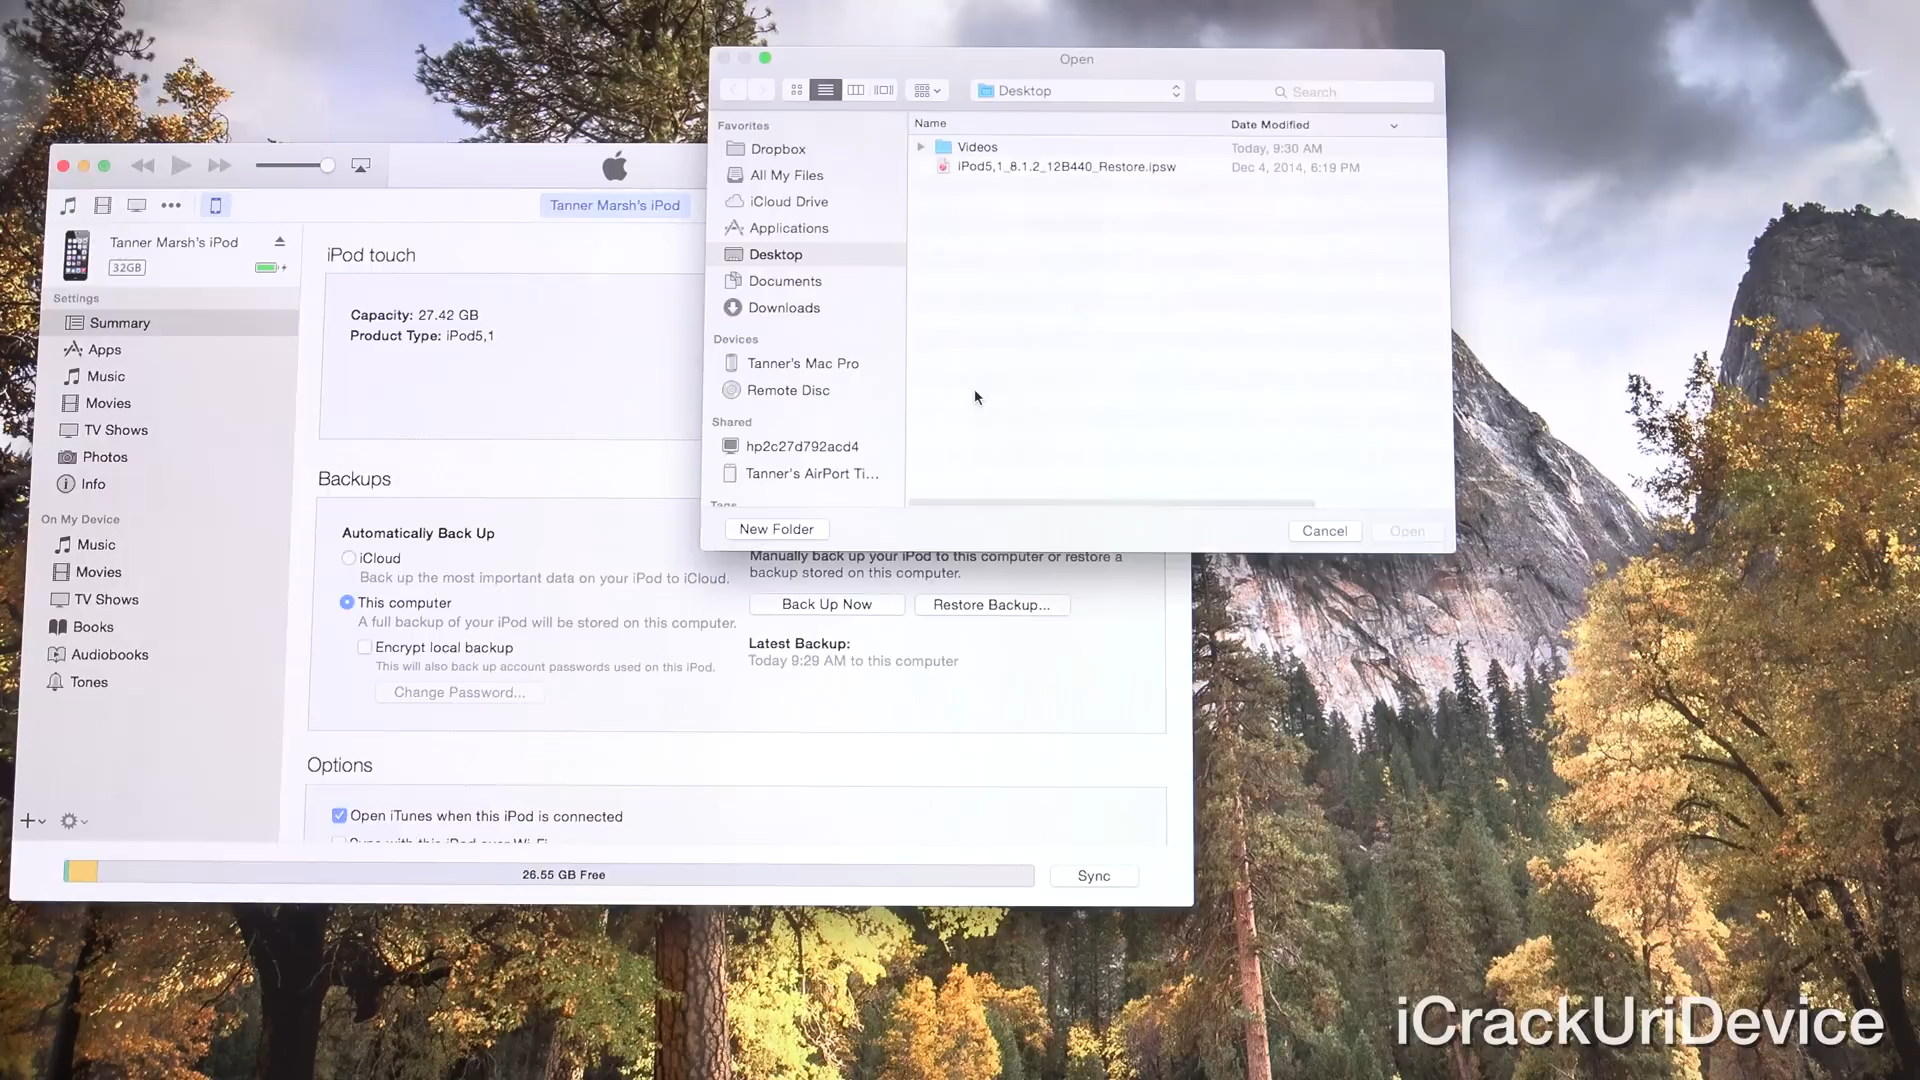 Open
Desktop
Search
Favorites
Dropbox
All My Files
iCloud Drive
Applications
Desktop
Documents
Downloads
Devices
Tanner's Mac Pro
Remote Disc
Shared
hp2c27d792acd4
Tanner's AirPort Ti...
Tags
Name
Date Modified
Videos
Today, 9:30 AM
iPod5,1_8.1.2_12B440_Restore.ipsw
Dec 4, 2014, 6:19 PM
New Folder
Cancel
Open
Tanner Marsh's iPod
Tanner Marsh's iPod
32GB
Settings
Summary
Apps
Music
Movies
TV Shows
Photos
Info
On My Device
Music
Movies
TV Shows
Books
Audiobooks
Tones
iPod touch
Capacity: 27.42 GB
Product Type: iPod5,1
Backups
Automatically Back Up
iCloud
Back up the most important data on your iPod to iCloud.
This computer
A full backup of your iPod will be stored on this computer.
Encrypt local backup
This will also back up account passwords used on this iPod.
Change Password...
Manually back up your iPod to this computer or restore a
backup stored on this computer.
Back Up Now
Restore Backup...
Latest Backup:
Today 9:29 AM to this computer
Options
Open iTunes when this iPod is connected
Sync with this iPod over Wi-Fi
26.55 GB Free
Sync
iCrackUriDevice